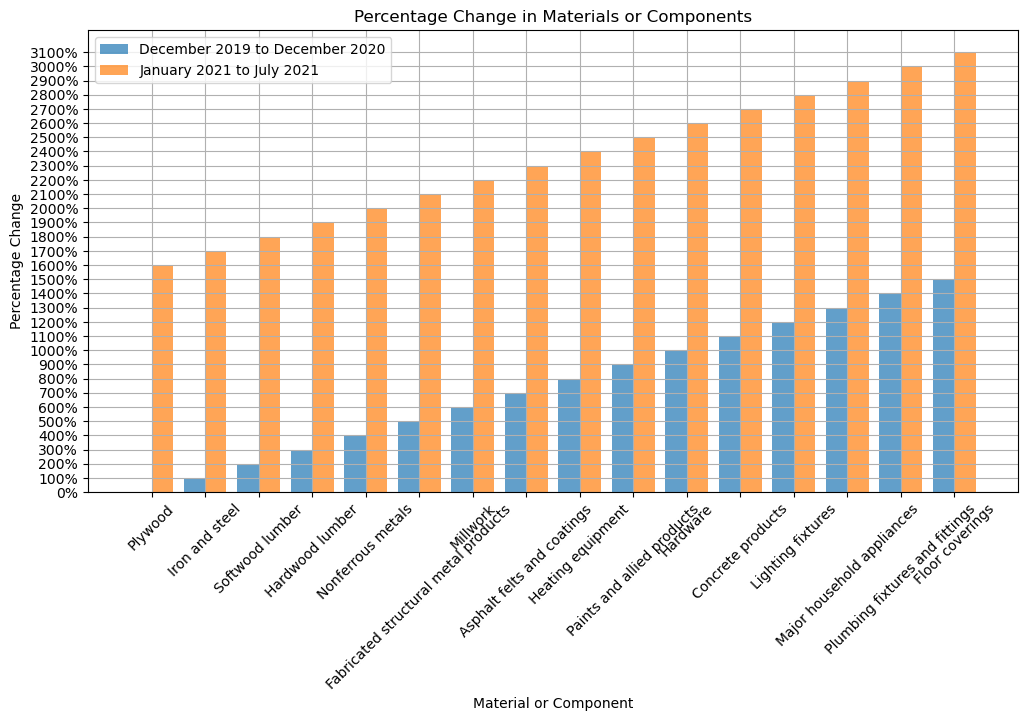 Percentage Change in Materials or Components
December 2019 to December 2020
January 2021 to July 2021
Percentage Change
3100%
3000%
2900%
2800%
2700%
2600%
2500%
2400%
2300%
2200%
2100%
2000%
1900%
1800%
1700%
1600%
1500%
1400%
1300%
1200%
1100%
1000%
900%
800%
700%
600%
500%
400%
300%
200%
100%
0%
Plywood
Iron and steel
Softwood lumber
Hardwood lumber
Nonferrous metals
Fabricated structural metal products
Millwork
Asphalt felts and coatings
Heating equipment
Paints and allied products
Hardware
Concrete products
Lighting fixtures
Major household appliances
Plumbing fixtures and fittings
Floor coverings
Material or Component